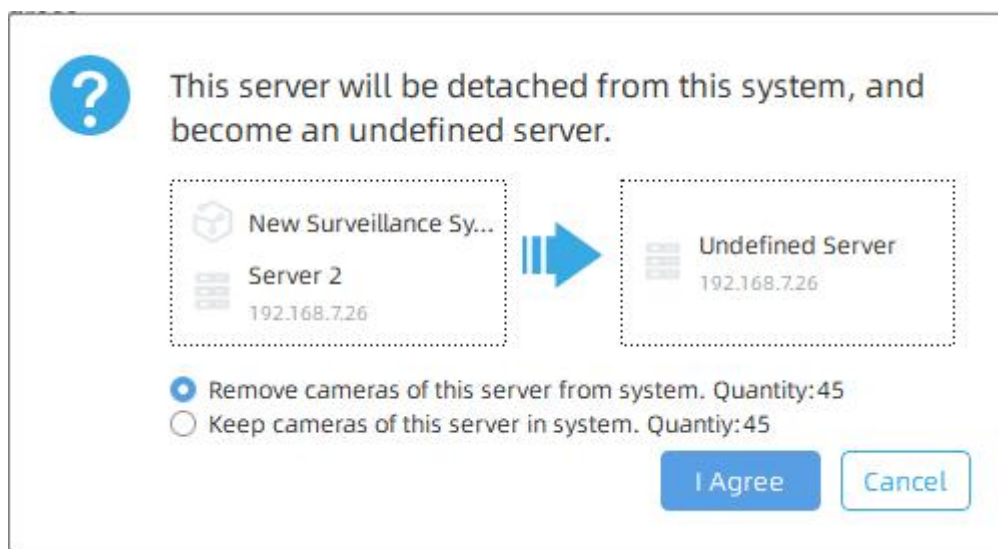 This server will be detached from this system, and
become an undefined server.
New Surveillance Sy...
Server 2
192.168.7.26
Undefined Server
192.168.7.26
Remove cameras of this server from system. Quantity:45
Keep cameras of this server in system. Quantiy:45
I Agree
Cancel